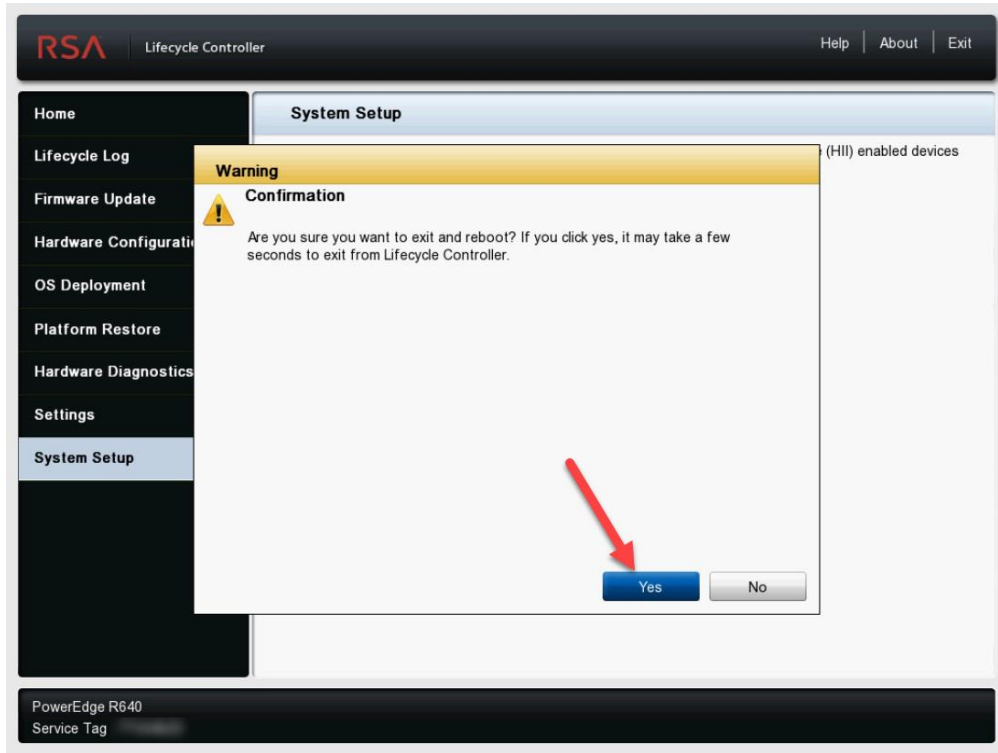 RSA Lifecycle Controller Help About Exit
Home
System Setup
Lifecycle Log
(HII) enabled devices
Warning
Firmware Update
Confirmation
Hardware Configurati
Are you sure you want to exit and reboot? If you click yes, it may take a few
seconds to exit from Lifecycle Controller.
OS Deployment
Platform Restore
Hardware Diagnostics
Settings
System Setup
Yes No
PowerEdge R640
Service Tag